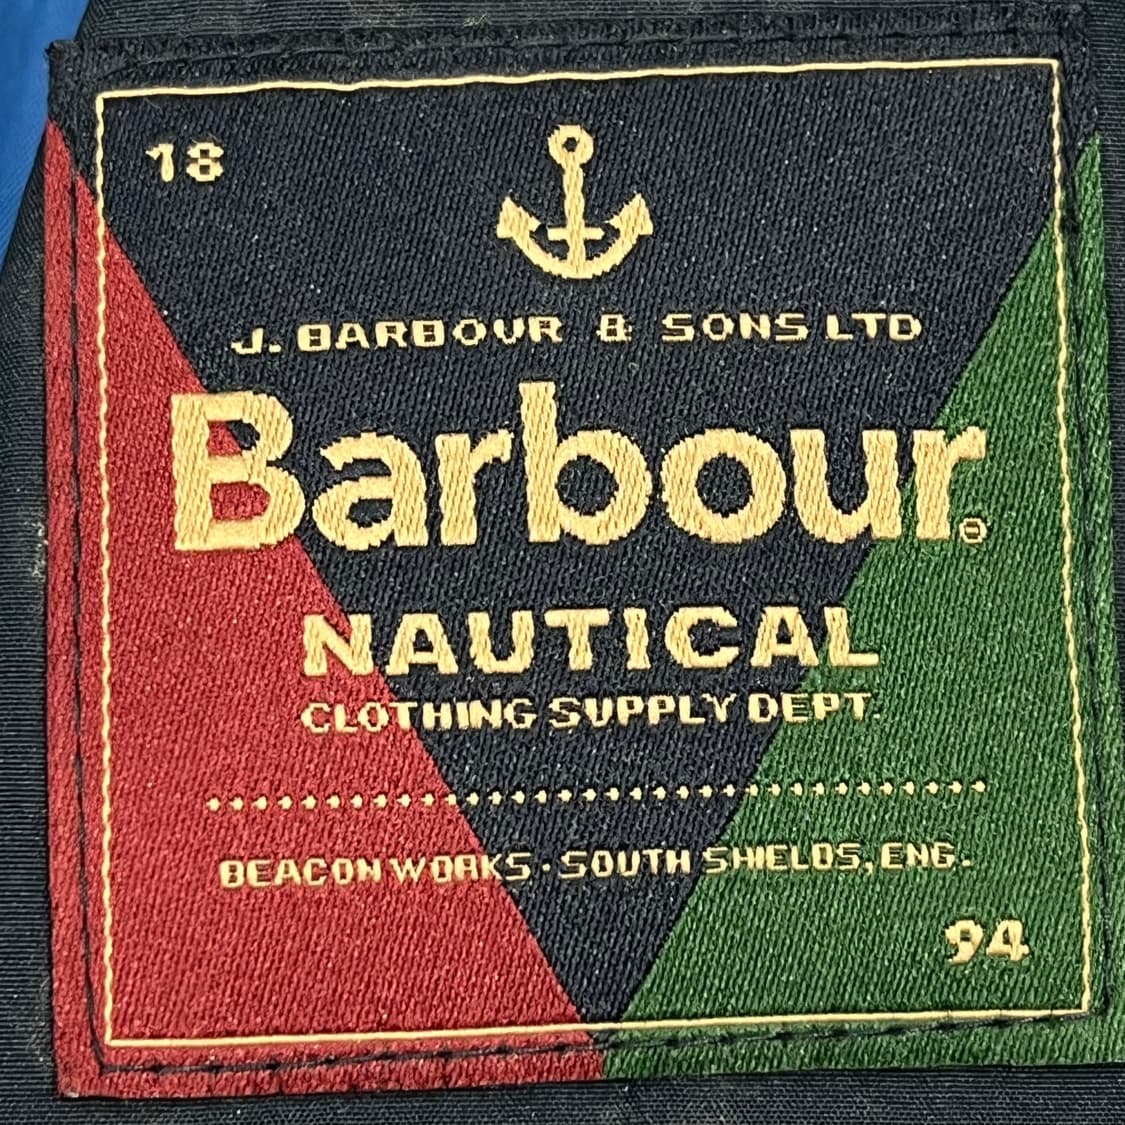 18
J. BARBOUR & SONS LTD
Barbour®
NAUTICAL
CLOTHING SUPPLY DEPT.
BEACON WORKS · SOUTH SHIELDS, ENG.
94